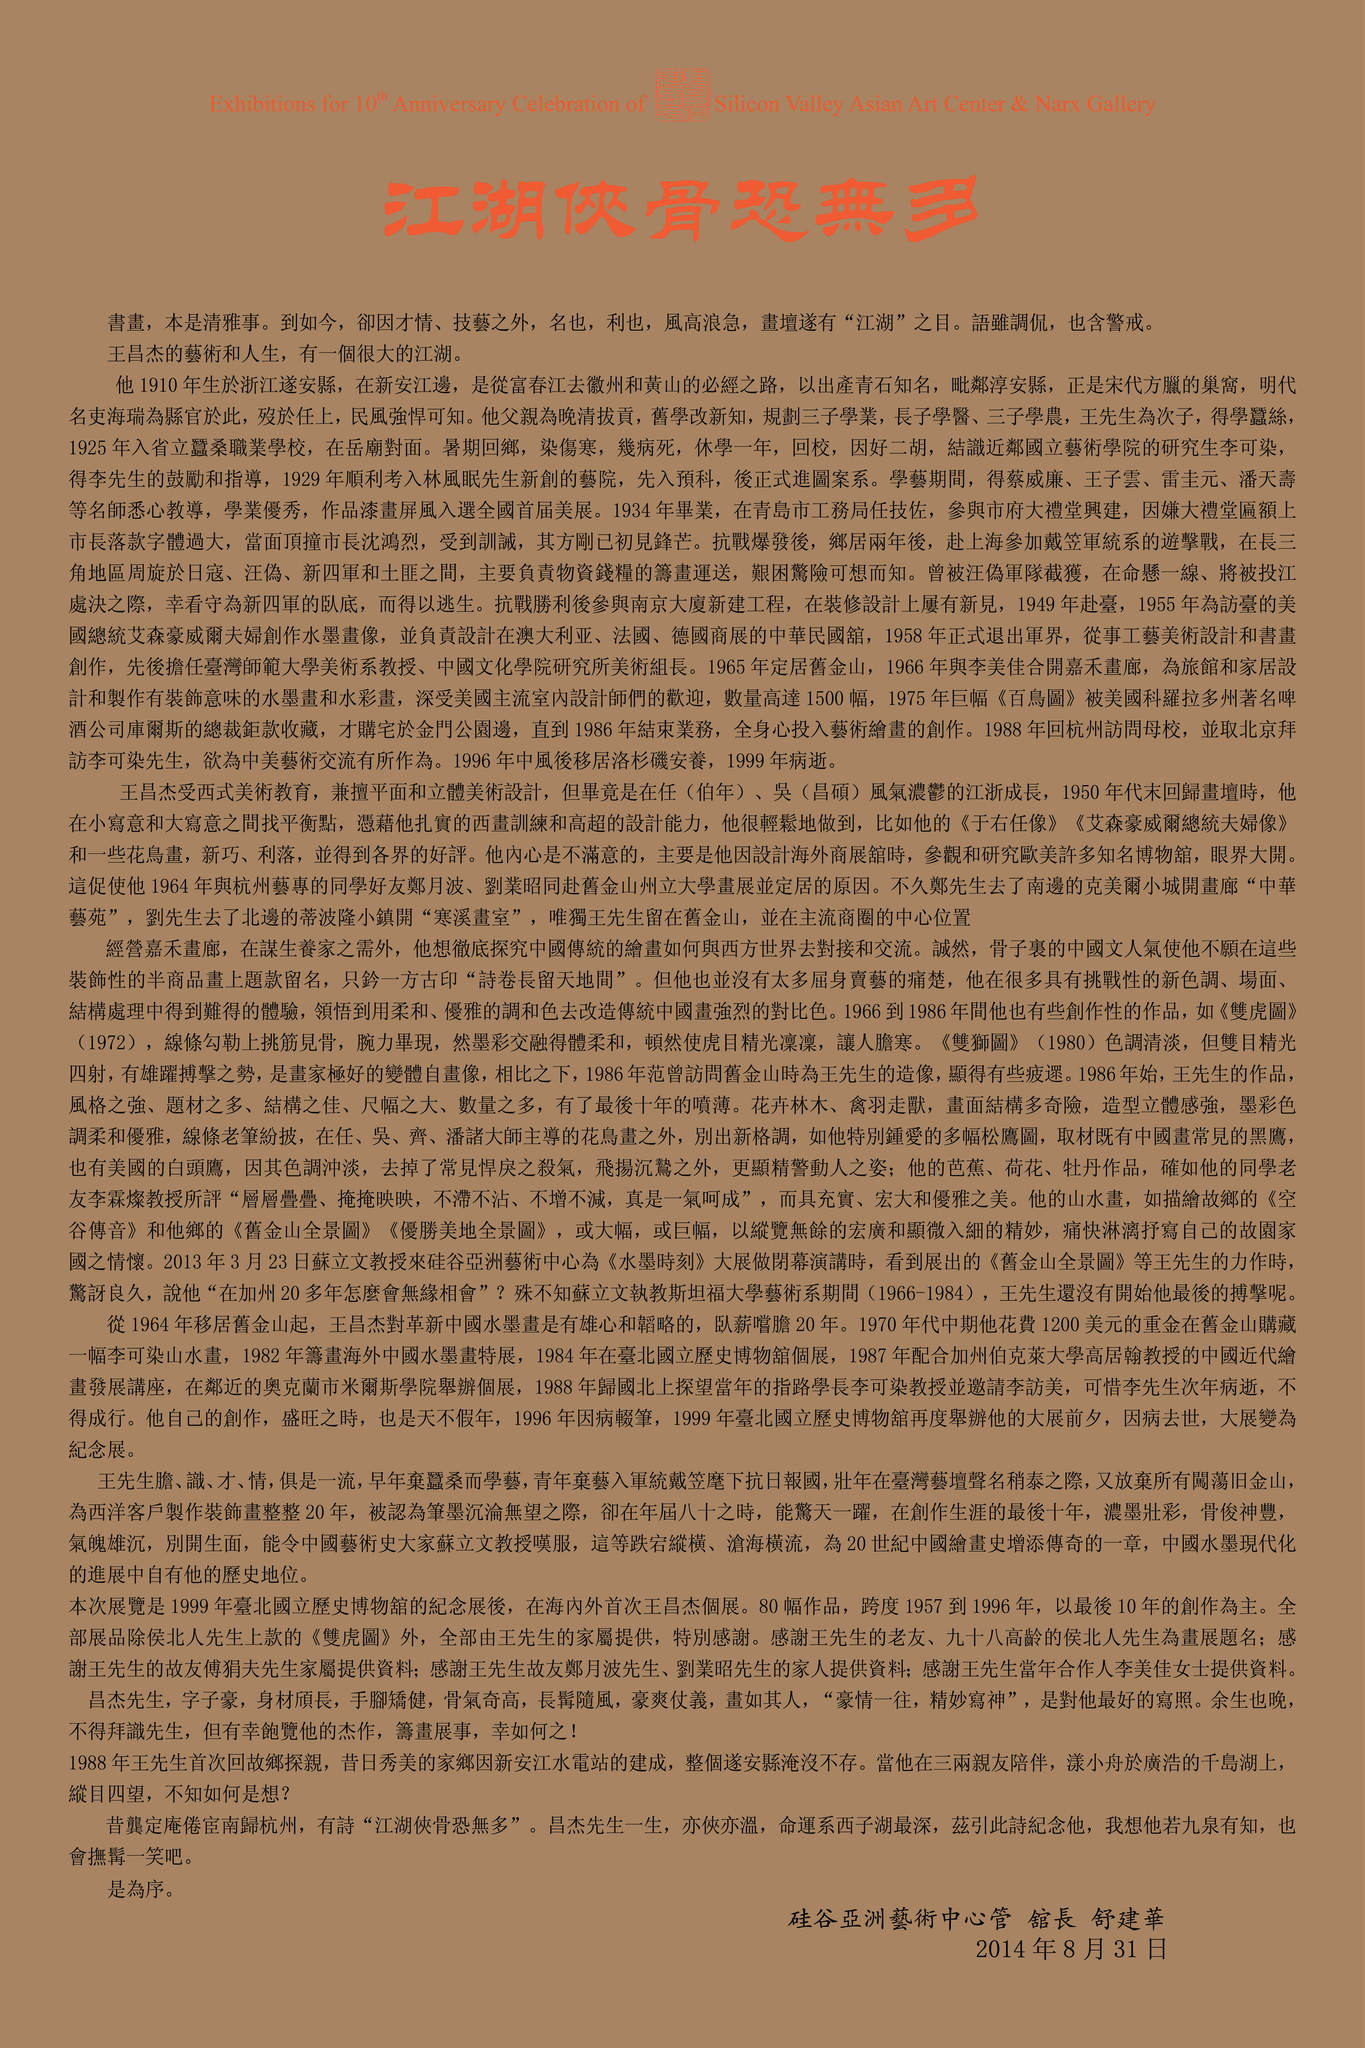 Exhibitions for 10th Anniversary Celebration of Silicon Valley Asian Art Center & Narx Gallery
江湖俠骨恐無多
書畫，本是清雅事。到如今，卻因才情、技藝之外，名也，利也，風高浪急，畫壇遂有“江湖”之目。語雖調侃，也含警戒。
王昌杰的藝術和人生，有一個很大的江湖。
他 1910 年生於浙江遂安縣，在新安江邊，是從富春江去徽州和黃山的必經之路，以出產青石知名，毗鄰淳安縣，正是宋代方臘的巢窩，明代
名吏海瑞為縣官於此，歿於任上，民風強悍可知。他父親為晚清拔貢，舊學改新知，規劃三子學業，長子學醫、三子學農，王先生為次子，得學蠶絲，
1925 年入省立蠶桑職業學校，在岳廟對面。暑期回鄉，染傷寒，幾病死，休學一年，回校，因好二胡，結識近鄰國立藝術學院的研究生李可染，
得李先生的鼓勵和指導，1929 年順利考入林風眠先生新創的藝院，先入預科，後正式進圖案系。學藝期間，得蔡威廉、王子雲、雷圭元、潘天壽
等名師悉心教導，學業優秀，作品漆畫屏風入選全國首届美展。1934 年畢業，在青島市工務局任技佐，參與市府大禮堂興建，因嫌大禮堂匾額上
市長落款字體過大，當面頂撞市長沈鴻烈，受到訓誡，其方剛已初見鋒芒。抗戰爆發後，鄉居兩年後，赴上海參加戴笠軍統系的遊擊戰，在長三
角地區周旋於日寇、汪偽、新四軍和土匪之間，主要負責物資錢糧的籌畫運送，艱困驚險可想而知。曾被汪偽軍隊截獲，在命懸一線、將被投江
處決之際，幸看守為新四軍的臥底，而得以逃生。抗戰勝利後參與南京大廈新建工程，在裝修設計上屢有新見，1949 年赴臺，1955 年為訪臺的美
國總統艾森豪威爾夫婦創作水墨畫像，並負責設計在澳大利亚、法國、德國商展的中華民國舘，1958 年正式退出軍界，從事工藝美術設計和書畫
創作，先後擔任臺灣師範大學美術系教授、中國文化學院研究所美術組長。1965 年定居舊金山，1966 年與李美佳合開嘉禾畫廊，為旅館和家居設
計和製作有裝飾意味的水墨畫和水彩畫，深受美國主流室內設計師們的歡迎，數量高達 1500 幅，1975 年巨幅《百鳥圖》被美國科羅拉多州著名啤
酒公司庫爾斯的總裁鉅款收藏，才購宅於金門公園邊，直到 1986 年結束業務，全身心投入藝術繪畫的創作。1988 年回杭州訪問母校，並取北京拜
訪李可染先生，欲為中美藝術交流有所作為。1996 年中風後移居洛杉磯安養，1999 年病逝。
王昌杰受西式美術教育，兼擅平面和立體美術設計，但畢竟是在任（伯年）、吳（昌碩）風氣濃鬱的江浙成長，1950 年代末回歸畫壇時，他
在小寫意和大寫意之間找平衡點，憑藉他扎實的西畫訓練和高超的設計能力，他很輕鬆地做到，比如他的《于右任像》《艾森豪威爾總統夫婦像》
和一些花鳥畫，新巧、利落，並得到各界的好評。他內心是不滿意的，主要是他因設計海外商展舘時，參觀和研究歐美許多知名博物舘，眼界大開。
這促使他 1964 年與杭州藝專的同學好友鄭月波、劉業昭同赴舊金山州立大學畫展並定居的原因。不久鄭先生去了南邊的克美爾小城開畫廊“中華
藝苑”，劉先生去了北邊的蒂波隆小鎮開“寒溪畫室”，唯獨王先生留在舊金山，並在主流商圈的中心位置
經營嘉禾畫廊，在謀生養家之需外，他想徹底探究中國傳統的繪畫如何與西方世界去對接和交流。誠然，骨子裏的中國文人氣使他不願在這些
裝飾性的半商品畫上題款留名，只鈐一方古印“詩卷長留天地間”。但他也並沒有太多屈身賣藝的痛楚，他在很多具有挑戰性的新色調、場面、
結構處理中得到難得的體驗，領悟到用柔和、優雅的調和色去改造傳統中國畫強烈的對比色。1966 到 1986 年間他也有些創作性的作品，如《雙虎圖》
（1972），線條勾勒上挑筋見骨，腕力畢現，然墨彩交融得體柔和，頓然使虎目精光凜凜，讓人膽寒。《雙獅圖》（1980）色調清淡，但雙目精光
四射，有雄躍搏擊之勢，是畫家極好的變體自畫像，相比之下，1986 年范曾訪問舊金山時為王先生的造像，顯得有些疲遝。1986 年始，王先生的作品，
風格之強、題材之多、結構之佳、尺幅之大、數量之多，有了最後十年的噴薄。花卉林木、禽羽走獸，畫面結構多奇險，造型立體感強，墨彩色
調柔和優雅，線條老筆紛披，在任、吳、齊、潘諸大師主導的花鳥畫之外，別出新格調，如他特別鍾愛的多幅松鷹圖，取材既有中國畫常見的黑鷹，
也有美國的白頭鷹，因其色調沖淡，去掉了常見悍戾之殺氣，飛揚沉鷙之外，更顯精警動人之姿；他的芭蕉、荷花、牡丹作品，確如他的同學老
友李霖燦教授所評“層層疊疊、掩掩映映，不滯不沾、不增不減，真是一氣呵成”，而具充實、宏大和優雅之美。他的山水畫，如描繪故鄉的《空
谷傳音》和他鄉的《舊金山全景圖》《優勝美地全景圖》，或大幅，或巨幅，以縱覽無餘的宏廣和顯微入細的精妙，痛快淋漓抒寫自己的故園家
國之情懷。2013 年 3 月 23 日蘇立文教授來硅谷亞洲藝術中心為《水墨時刻》大展做閉幕演講時，看到展出的《舊金山全景圖》等王先生的力作時，
驚訝良久，說他“在加州 20 多年怎麼會無緣相會”？殊不知蘇立文執教斯坦福大學藝術系期間（1966-1984），王先生還沒有開始他最後的搏擊呢。
從 1964 年移居舊金山起，王昌杰對革新中國水墨畫是有雄心和韜略的，臥薪嚐膽 20 年。1970 年代中期他花費 1200 美元的重金在舊金山購藏
一幅李可染山水畫，1982 年籌畫海外中國水墨畫特展，1984 年在臺北國立歷史博物舘個展，1987 年配合加州伯克萊大學高居翰教授的中國近代繪
畫發展講座，在鄰近的奧克蘭市米爾斯學院舉辦個展，1988 年歸國北上探望當年的指路學長李可染教授並邀請李訪美，可惜李先生次年病逝，不
得成行。他自己的創作，盛旺之時，也是天不假年，1996 年因病輟筆，1999 年臺北國立歷史博物舘再度舉辦他的大展前夕，因病去世，大展變為
紀念展。
王先生膽、識、才、情，俱是一流，早年棄蠶桑而學藝，青年棄藝入軍統戴笠麾下抗日報國，壯年在臺灣藝壇聲名稍泰之際，又放棄所有闖蕩旧金山，
為西洋客戶製作裝飾畫整整 20 年，被認為筆墨沉淪無望之際，卻在年屆八十之時，能驚天一躍，在創作生涯的最後十年，濃墨壯彩，骨俊神豐，
氣魄雄沉，別開生面，能令中國藝術史大家蘇立文教授嘆服，這等跌宕縱橫、滄海橫流，為 20 世紀中國繪畫史增添傳奇的一章，中國水墨現代化
的進展中自有他的歷史地位。
本次展覽是 1999 年臺北國立歷史博物舘的紀念展後，在海內外首次王昌杰個展。80 幅作品，跨度 1957 到 1996 年，以最後 10 年的創作為主。全
部展品除侯北人先生上款的《雙虎圖》外，全部由王先生的家屬提供，特別感謝。感謝王先生的老友、九十八高齡的侯北人先生為畫展題名；感
謝王先生的故友傅狷夫先生家屬提供資料；感謝王先生故友鄭月波先生、劉業昭先生的家人提供資料；感謝王先生當年合作人李美佳女士提供資料。
昌杰先生，字子豪，身材頎長，手腳矯健，骨氣奇高，長髯隨風，豪爽仗義，畫如其人，“豪情一往，精妙寫神”，是對他最好的寫照。余生也晚，
不得拜識先生，但有幸飽覽他的杰作，籌畫展事，幸如何之！
1988 年王先生首次回故鄉探親，昔日秀美的家鄉因新安江水電站的建成，整個遂安縣淹沒不存。當他在三兩親友陪伴，漾小舟於廣浩的千島湖上，
縱目四望，不知如何是想？
昔龔定庵倦宦南歸杭州，有詩“江湖俠骨恐無多”。昌杰先生一生，亦俠亦溫，命運系西子湖最深，茲引此詩紀念他，我想他若九泉有知，也
會撫髯一笑吧。
是為序。
硅谷亞洲藝術中心管 舘長 舒建華
2014 年 8 月 31 日